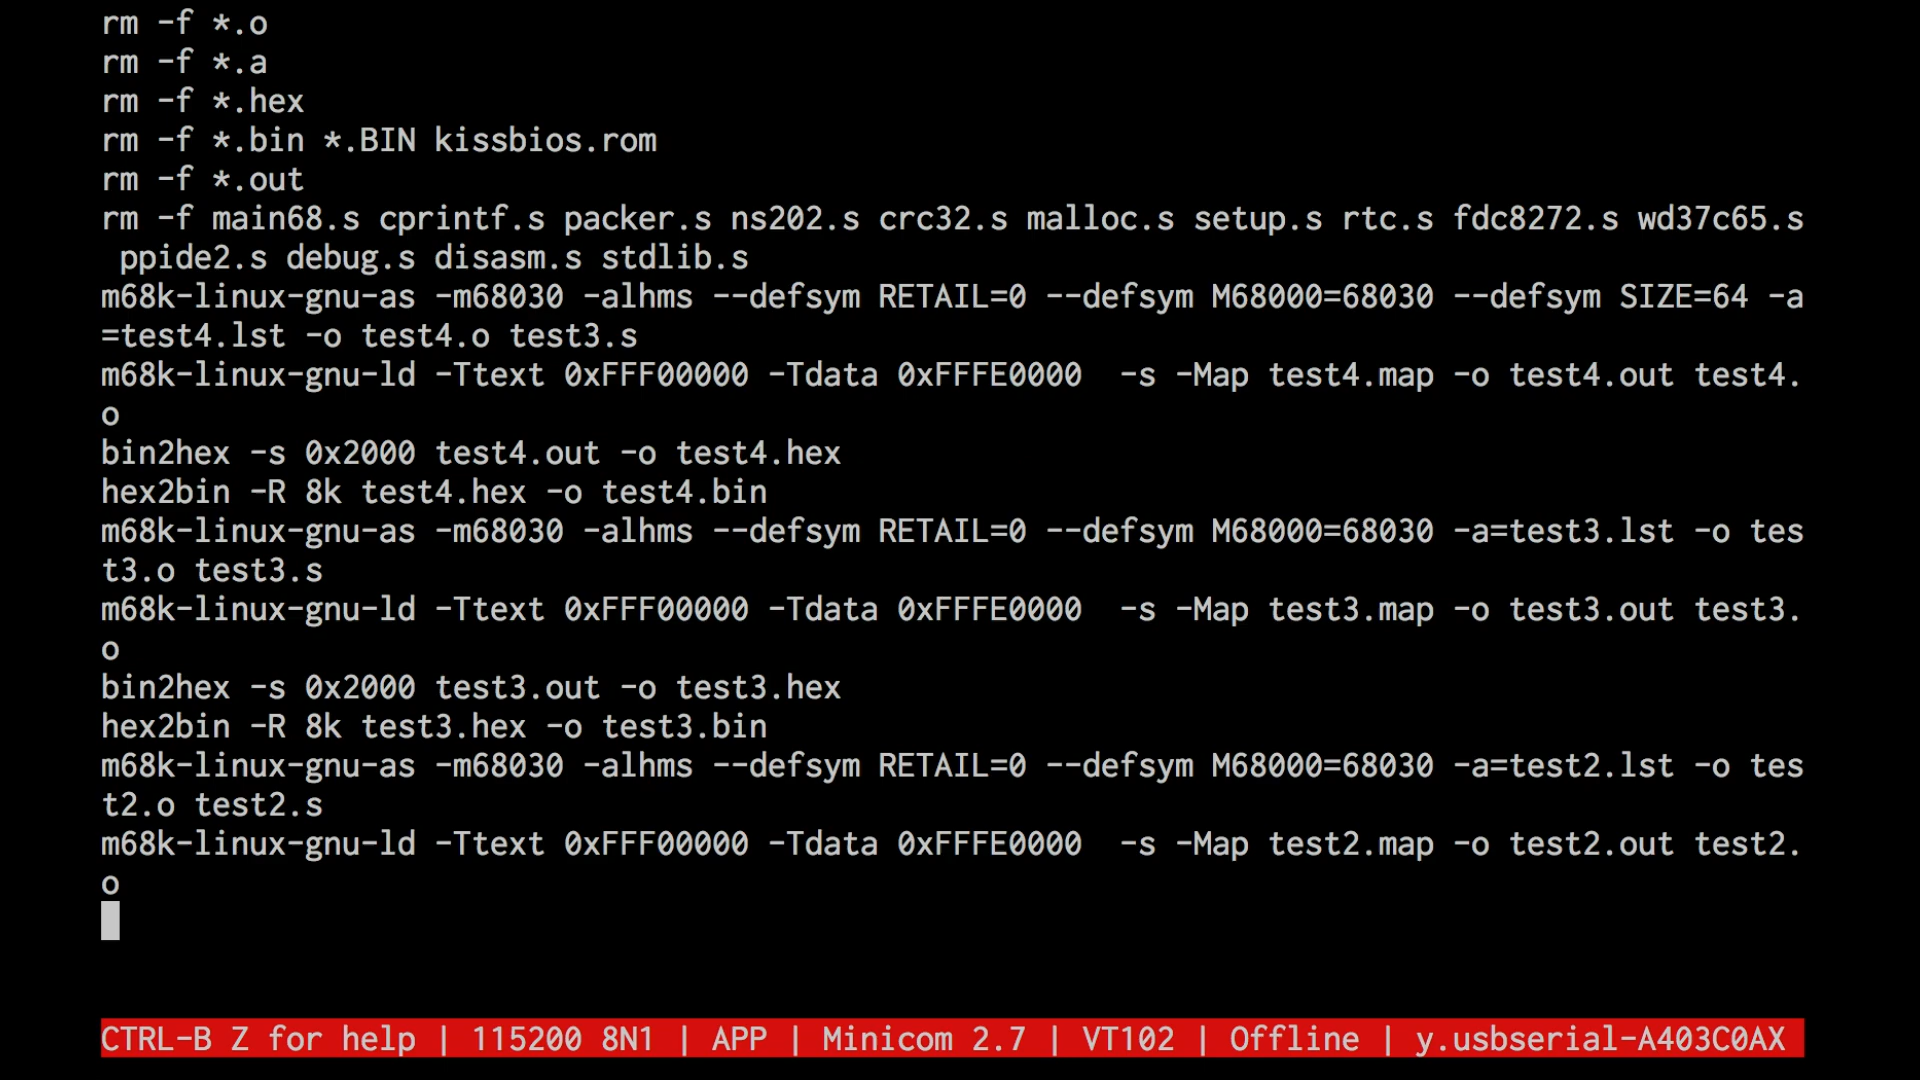 rm -f *.o
rm -f *.a
rm -f *.hex
rm -f *.bin *.BIN kissbios.rom
rm -f *.out
rm -f main68.s cprintf.s packer.s ns202.s crc32.s malloc.s setup.s rtc.s fdc8272.s wd37c65.s
 ppide2.s debug.s disasm.s stdlib.s
m68k-linux-gnu-as -m68030 -alhms --defsym RETAIL=0 --defsym M68000=68030 --defsym SIZE=64 -a
=test4.lst -o test4.o test3.s
m68k-linux-gnu-ld -Ttext 0xFFF00000 -Tdata 0xFFFE0000  -s -Map test4.map -o test4.out test4.
o
bin2hex -s 0x2000 test4.out -o test4.hex
hex2bin -R 8k test4.hex -o test4.bin
m68k-linux-gnu-as -m68030 -alhms --defsym RETAIL=0 --defsym M68000=68030 -a=test3.lst -o tes
t3.o test3.s
m68k-linux-gnu-ld -Ttext 0xFFF00000 -Tdata 0xFFFE0000  -s -Map test3.map -o test3.out test3.
o
bin2hex -s 0x2000 test3.out -o test3.hex
hex2bin -R 8k test3.hex -o test3.bin
m68k-linux-gnu-as -m68030 -alhms --defsym RETAIL=0 --defsym M68000=68030 -a=test2.lst -o tes
t2.o test2.s
m68k-linux-gnu-ld -Ttext 0xFFF00000 -Tdata 0xFFFE0000  -s -Map test2.map -o test2.out test2.
o
CTRL-B Z for help | 115200 8N1 | APP | Minicom 2.7 | VT102 | Offline | y.usbserial-A403C0AX